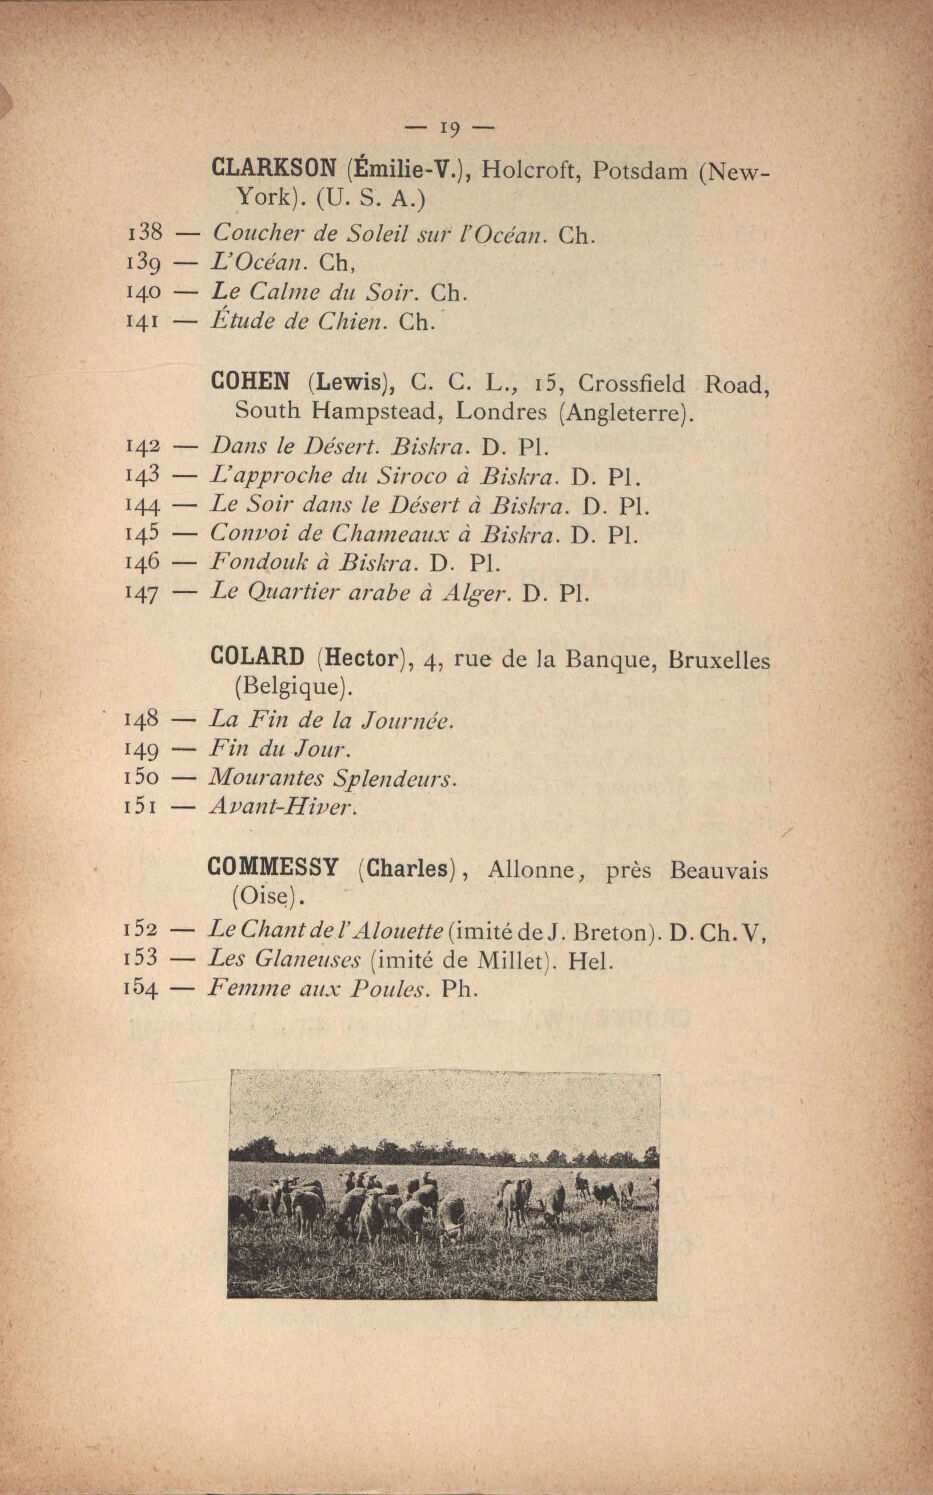 — 19 —
CLARKSON (Émilie-V.), Holcroft, Potsdam (New-
York). (U. S. A.)
138 — Coucher de Soleil sur l'Océan. Ch.
139 — L'Océan. Ch,
140 — Le Calme du Soir. Ch.
141 — Étude de Chien. Ch.
COHEN (Lewis), C. C. L., 15, Crossfield Road,
South Hampstead, Londres (Angleterre).
142 — Dans le Désert. Biskra. D. Pl.
143 — L'approche du Siroco à Biskra. D. Pl.
144 — Le Soir dans le Désert à Biskra. D. Pl.
145 — Convoi de Chameaux à Biskra. D. Pl.
146 — Fondouk à Biskra. D. Pl.
147 — Le Quartier arabe à Alger. D. Pl.
COLARD (Hector), 4, rue de la Banque, Bruxelles
(Belgique).
148 — La Fin de la Journée.
149 — Fin du Jour.
150 — Mourantes Splendeurs.
151 — Avant-Hiver.
COMMESSY (Charles), Allonne, près Beauvais
(Oise).
152 — Le Chant de l'Alouette (imité de J. Breton). D. Ch. V,
153 — Les Glaneuses (imité de Millet). Hel.
154 — Femme aux Poules. Ph.